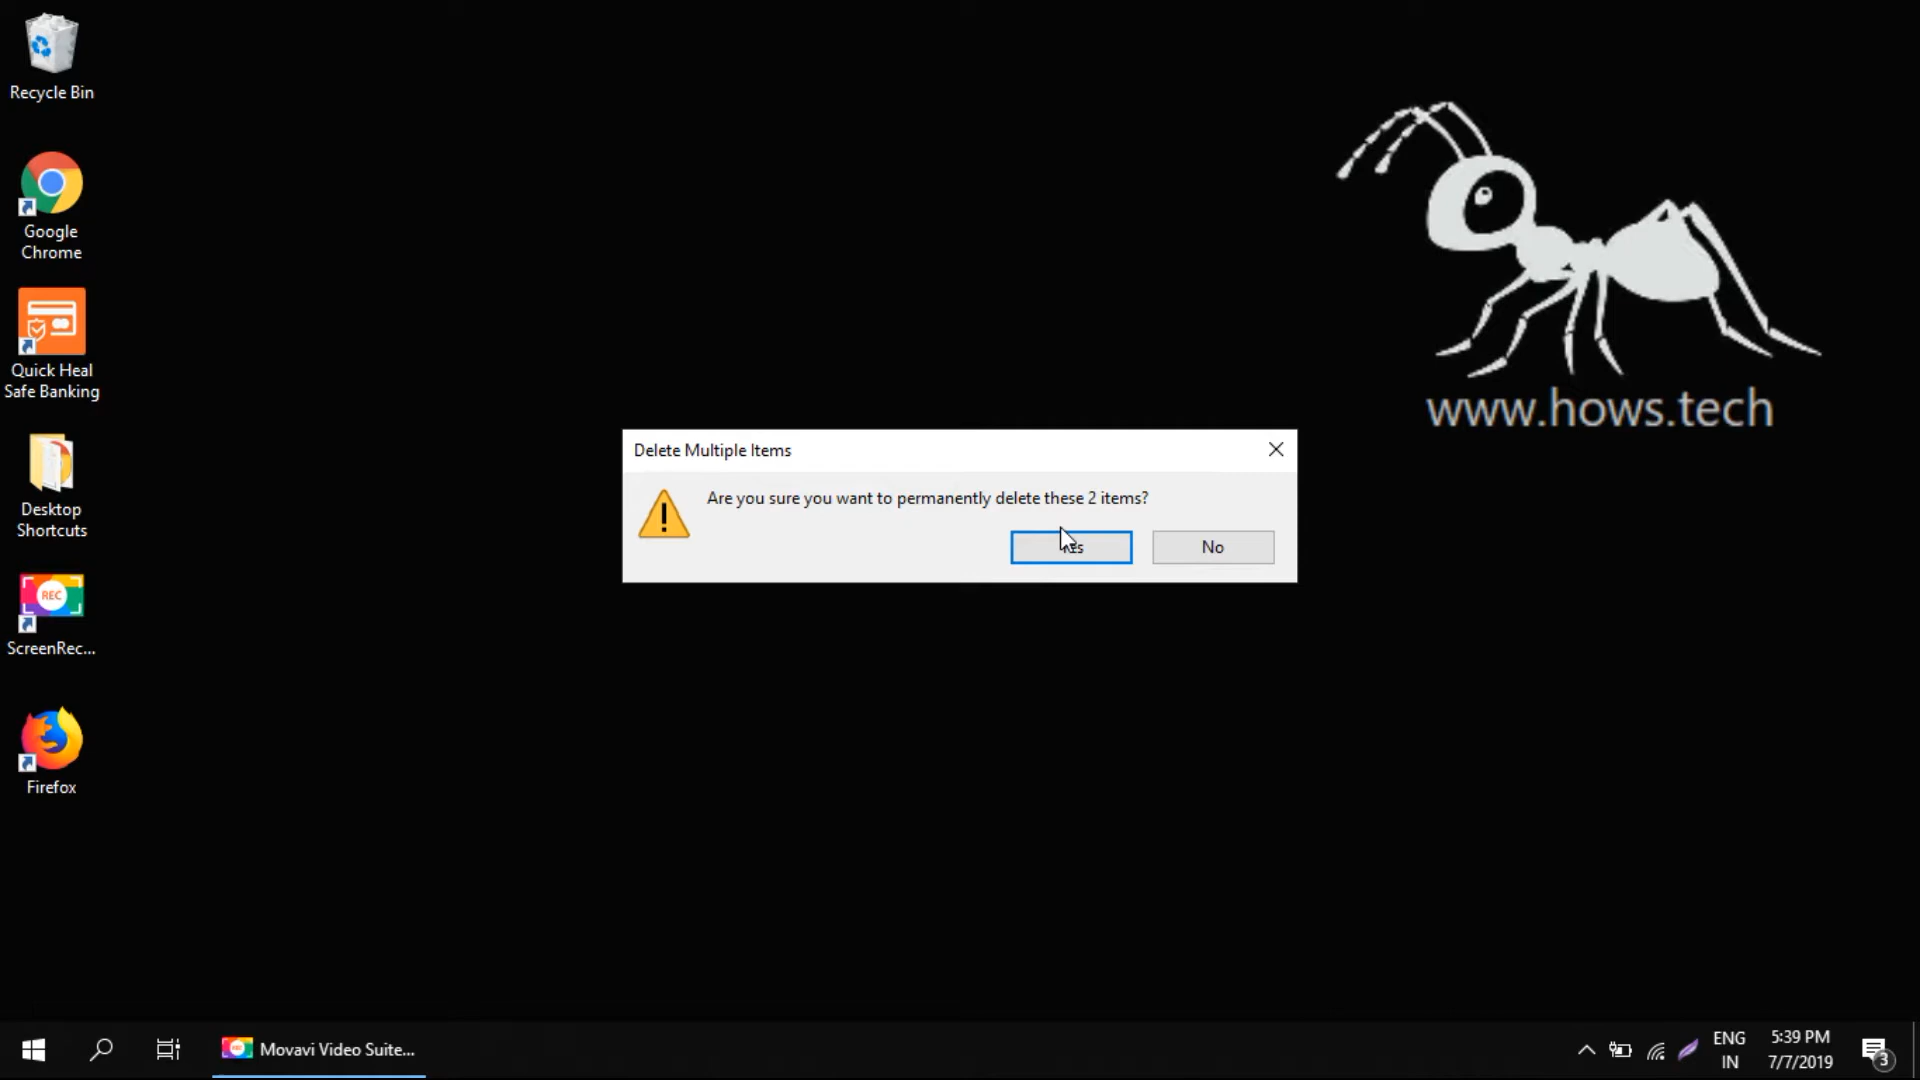 Recycle Bin
Google
Chrome
Quick Heal
Safe Banking
Desktop
Shortcuts
REC
ScreenRec...
Firefox
www.hows.tech
Delete Multiple Items
Are you sure you want to permanently delete these 2 items?
No
Movavi Video Suite...
ENG
IN
5:39 PM
7/7/2019
3